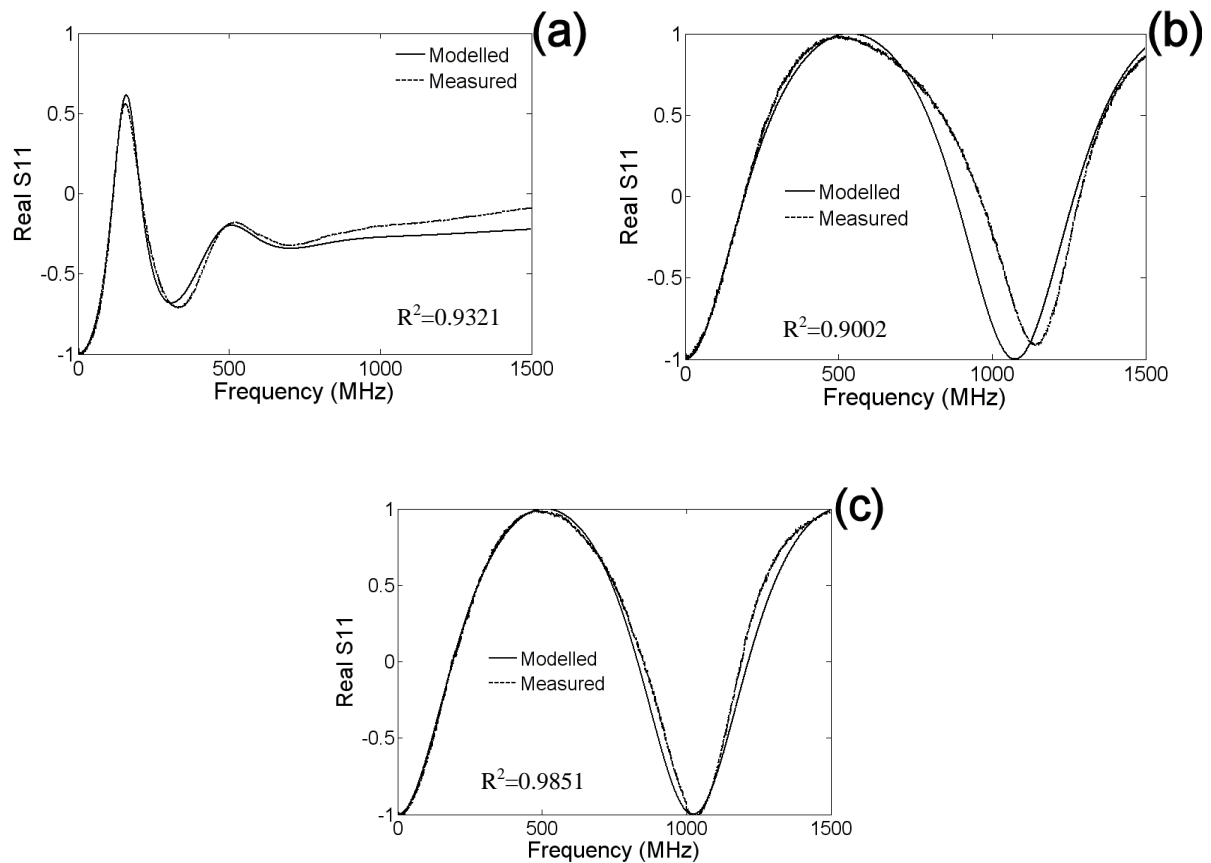 (a)
1
0.5
0
-0.5
-1
Real S11
Modelled
Measured
R²=0.9321
0
500
1000
1500
Frequency (MHz)
(b)
1
0.5
0
-0.5
-1
Real S11
Modelled
Measured
R²=0.9002
0
500
1000
1500
Frequency (MHz)
(c)
1
0.5
0
-0.5
-1
Real S11
Modelled
Measured
R²=0.9851
0
500
1000
1500
Frequency (MHz)